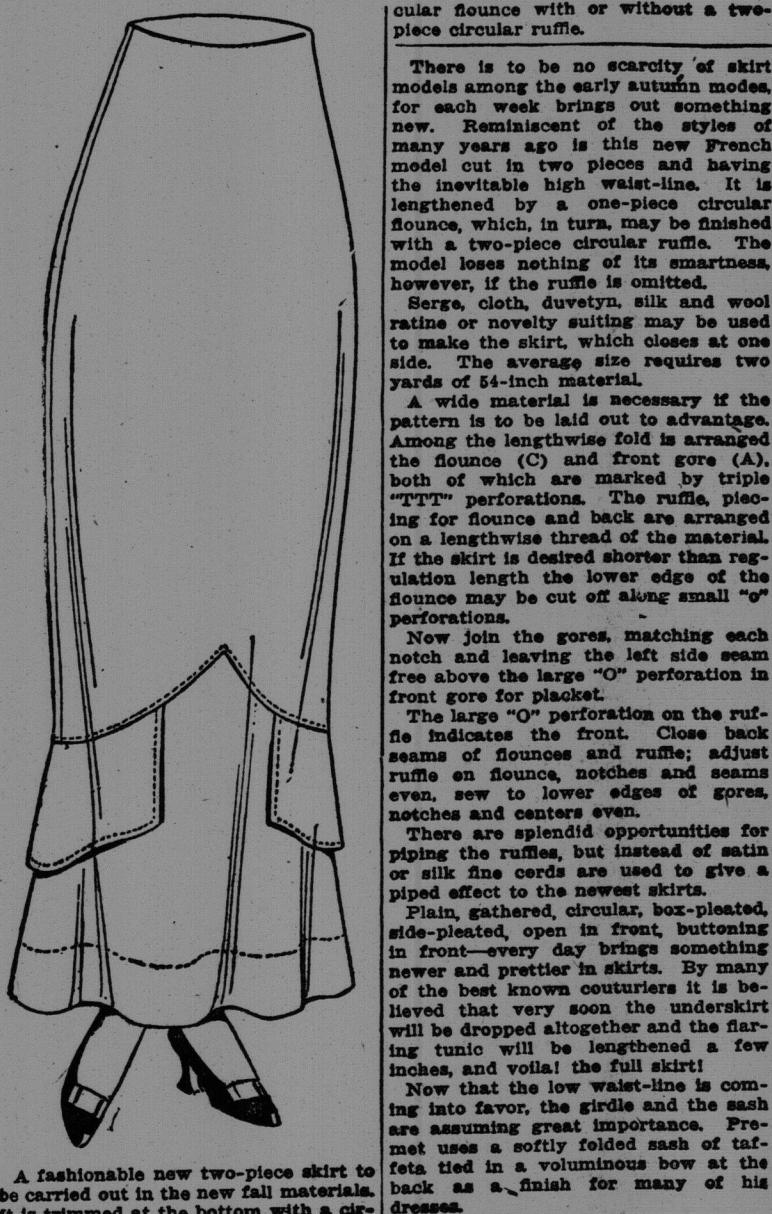 A fashionable new two-piece skirt to
be carried out in the new fall materials.
It is trimmed at the bottom with a cir-
cular flounce with or without a two-
piece circular ruffle.
There is to be no scarcity of skirt
models among the early autumn modes,
for each week brings out something
new. Reminiscent of the styles of
many years ago is this new French
model cut in two pieces and having
the inevitable high waist-line. It is
lengthened by a one-piece circular
flounce, which, in turn, may be finished
with a two-piece circular ruffle. The
model loses nothing of its smartness,
however, if the ruffle is omitted.
Serge, cloth, duvetyn, silk and wool
ratine or novelty suiting may be used
to make the skirt, which closes at one
side. The average size requires two
yards of 54-inch material.
A wide material is necessary if the
pattern is to be laid out to advantage.
Among the lengthwise fold is arranged
the flounce (C) and front gore (A),
both of which are marked by triple
"TTT" perforations. The ruffle, piec-
ing for flounce and back are arranged
on a lengthwise thread of the material.
If the skirt is desired shorter than reg-
ulation length the lower edge of the
flounce may be cut off along small "o"
perforations.
Now join the gores, matching each
notch and leaving the left side seam
free above the large "O" perforation in
front gore for placket.
The large "O" perforation on the ruf-
fle indicates the front. Close back
seams of flounces and ruffle; adjust
ruffle on flounce, notches and seams
even, sew to lower edges of gores,
notches and centers even.
There are splendid opportunities for
piping the ruffles, but instead of satin
or silk fine cords are used to give a
piped effect to the newest skirts.
Plain, gathered, circular, box-pleated,
side-pleated, open in front, buttoning
in front—every day brings something
newer and prettier in skirts. By many
of the best known couturiers it is be-
lieved that very soon the underskirt
will be dropped altogether and the flar-
ing tunic will be lengthened a few
inches, and voila! the full skirt!
Now that the low waist-line is com-
ing into favor, the girdle and the sash
are assuming great importance. Pre-
met uses a softly folded sash of taf-
feta tied in a voluminous bow at the
back as a finish for many of his
dresses.